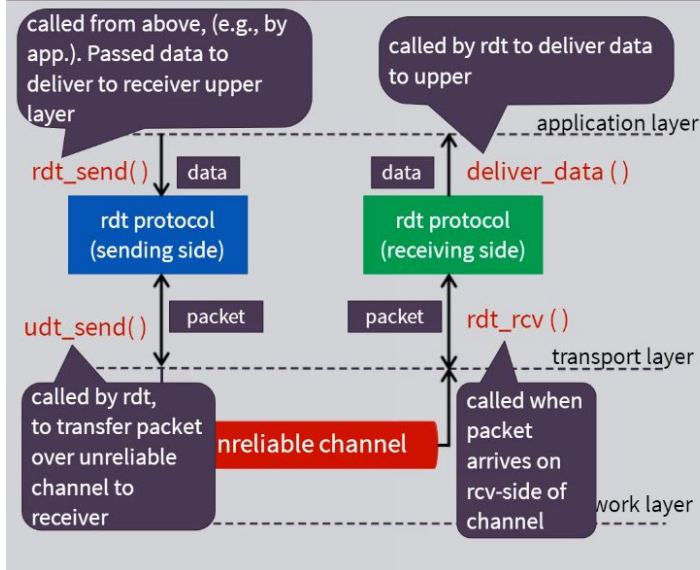 called from above, (e.g., by
app.). Passed data to
deliver to receiver upper
layer
called by rdt to deliver data
to upper
application layer
rdt_send()
data
data
deliver_data ()
rdt protocol
(sending side)
rdt protocol
(receiving side)
udt_send()
packet
packet
rdt_rcv ()
transport layer
called by rdt,
to transfer packet
over unreliable
channel to
receiver
nreliable channel
called when
packet
arrives on
rcv-side of
channel
work layer